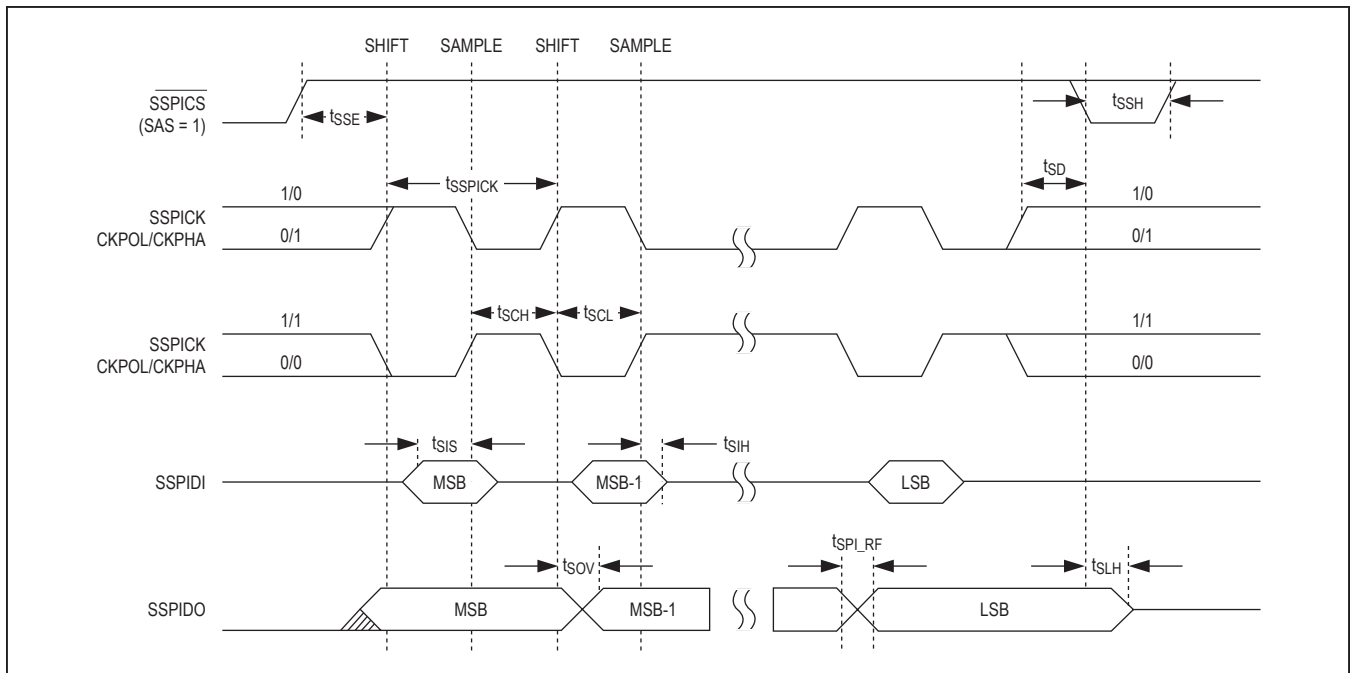 SHIFT SAMPLE SHIFT SAMPLE
SSPICS
(SAS = 1)
tSSE
tSSH
tSD
tSSPICK
1/0
1/0
SSPICK
CKPOL/CKPHA
0/1
0/1
tSCH
tSCL
1/1
1/1
SSPICK
CKPOL/CKPHA
0/0
0/0
tSIS
tSIH
SSPIDI
MSB
MSB-1
LSB
tSPI_RF
tSOV
tSLH
SSPIDO
MSB
MSB-1
LSB